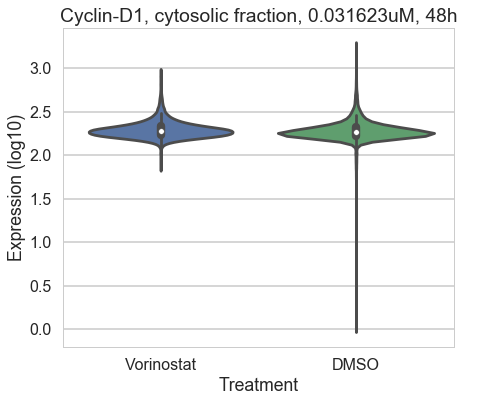 Cyclin-D1, cytosolic fraction, 0.031623uM, 48h
Expression (log10)
3.0
2.5
2.0
1.5
1.0
0.5
0.0
Vorinostat DMSO
Treatment